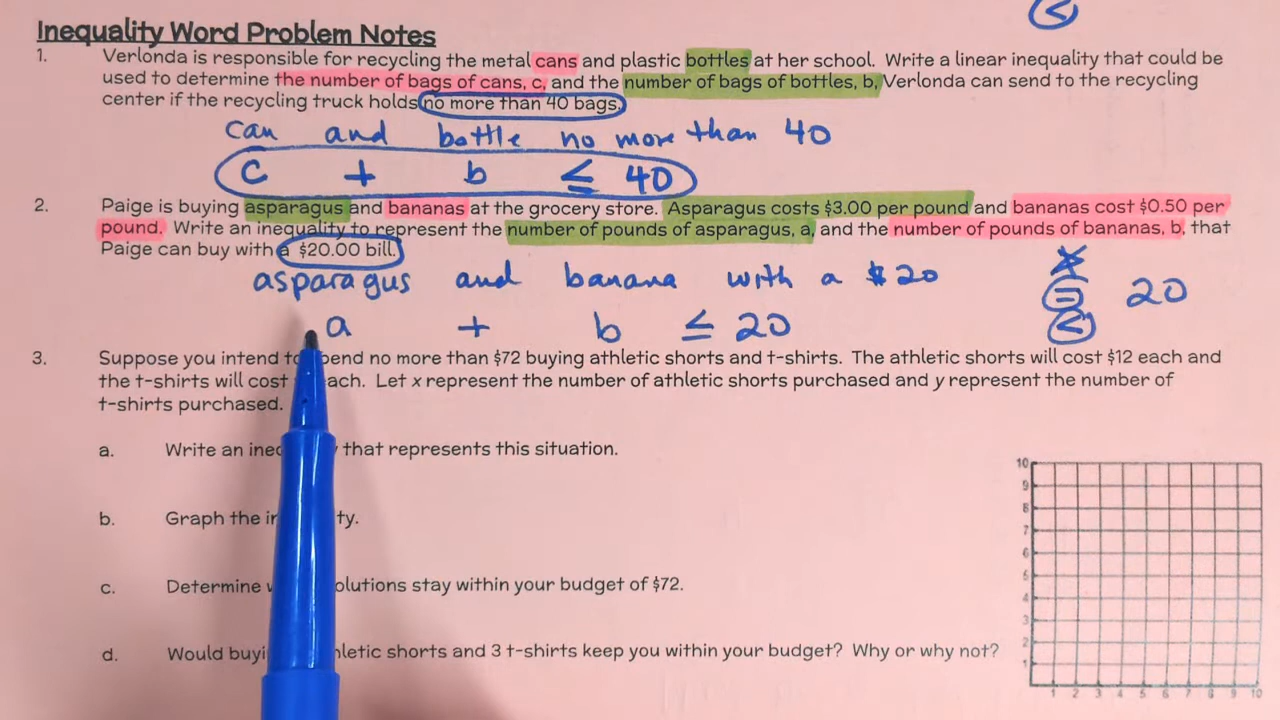 ≤
Inequality Word Problem Notes
1. Verlonda is responsible for recycling the metal cans and plastic bottles at her school. Write a linear inequality that could be
used to determine the number of bags of cans, c, and the number of bags of bottles, b, Verlonda can send to the recycling
center if the recycling truck holds no more than 40 bags.
can and bottle no more than 40
c + b ≤ 40
2. Paige is buying asparagus and bananas at the grocery store. Asparagus costs $3.00 per pound and bananas cost $0.50 per
pound. Write an inequality to represent the number of pounds of asparagus, a, and the number of pounds of bananas, b, that
Paige can buy with a $20.00 bill.
asparagus and banana with a $20
a + b ≤ 20
=
< 20
3. Suppose you intend to spend no more than $72 buying athletic shorts and t-shirts. The athletic shorts will cost $12 each and
the t-shirts will cost each. Let x represent the number of athletic shorts purchased and y represent the number of
t-shirts purchased.
a. Write an inequality that represents this situation.
b. Graph the inequality.
c. Determine solutions stay within your budget of $72.
d. Would buying athletic shorts and 3 t-shirts keep you within your budget? Why or why not?
10
9
8
7
6
5
4
3
2
1
1 2 3 4 5 6 7 8 9 10